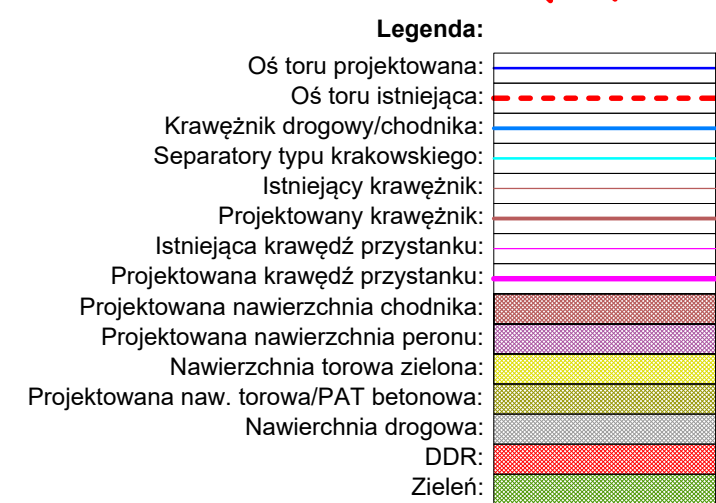 Legenda:
Oś toru projektowana:
Oś toru istniejąca:
Krawężnik drogowy/chodnika:
Separatory typu krakowskiego:
Istniejący krawężnik:
Projektowany krawężnik:
Istniejąca krawędź przystanku:
Projektowana krawędź przystanku:
Projektowana nawierzchnia chodnika:
Projektowana nawierzchnia peronu:
Nawierzchnia torowa zielona:
Projektowana naw. torowa/PAT betonowa:
Nawierchnia drogowa:
DDR:
Zieleń: